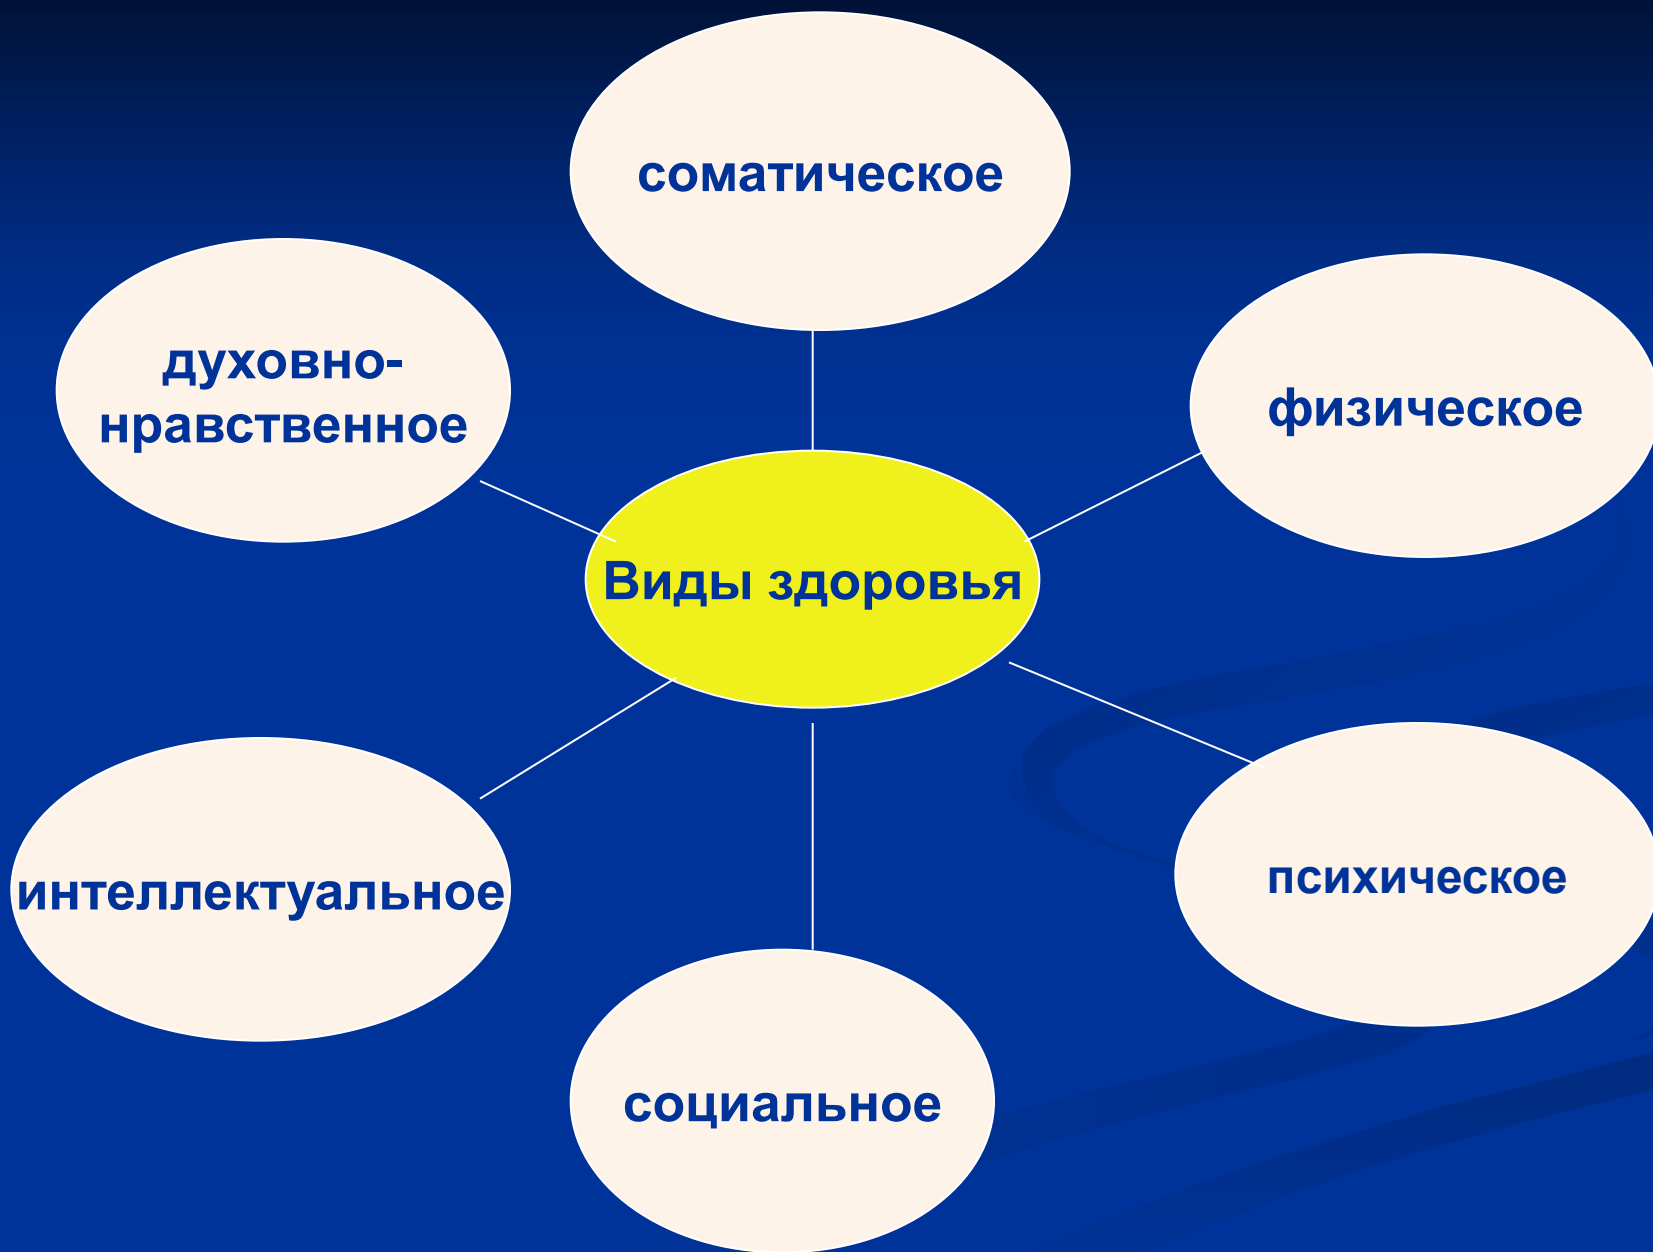 соматическое
духовно-
нравственное
физическое
Виды здоровья
интеллектуальное
психическое
социальное